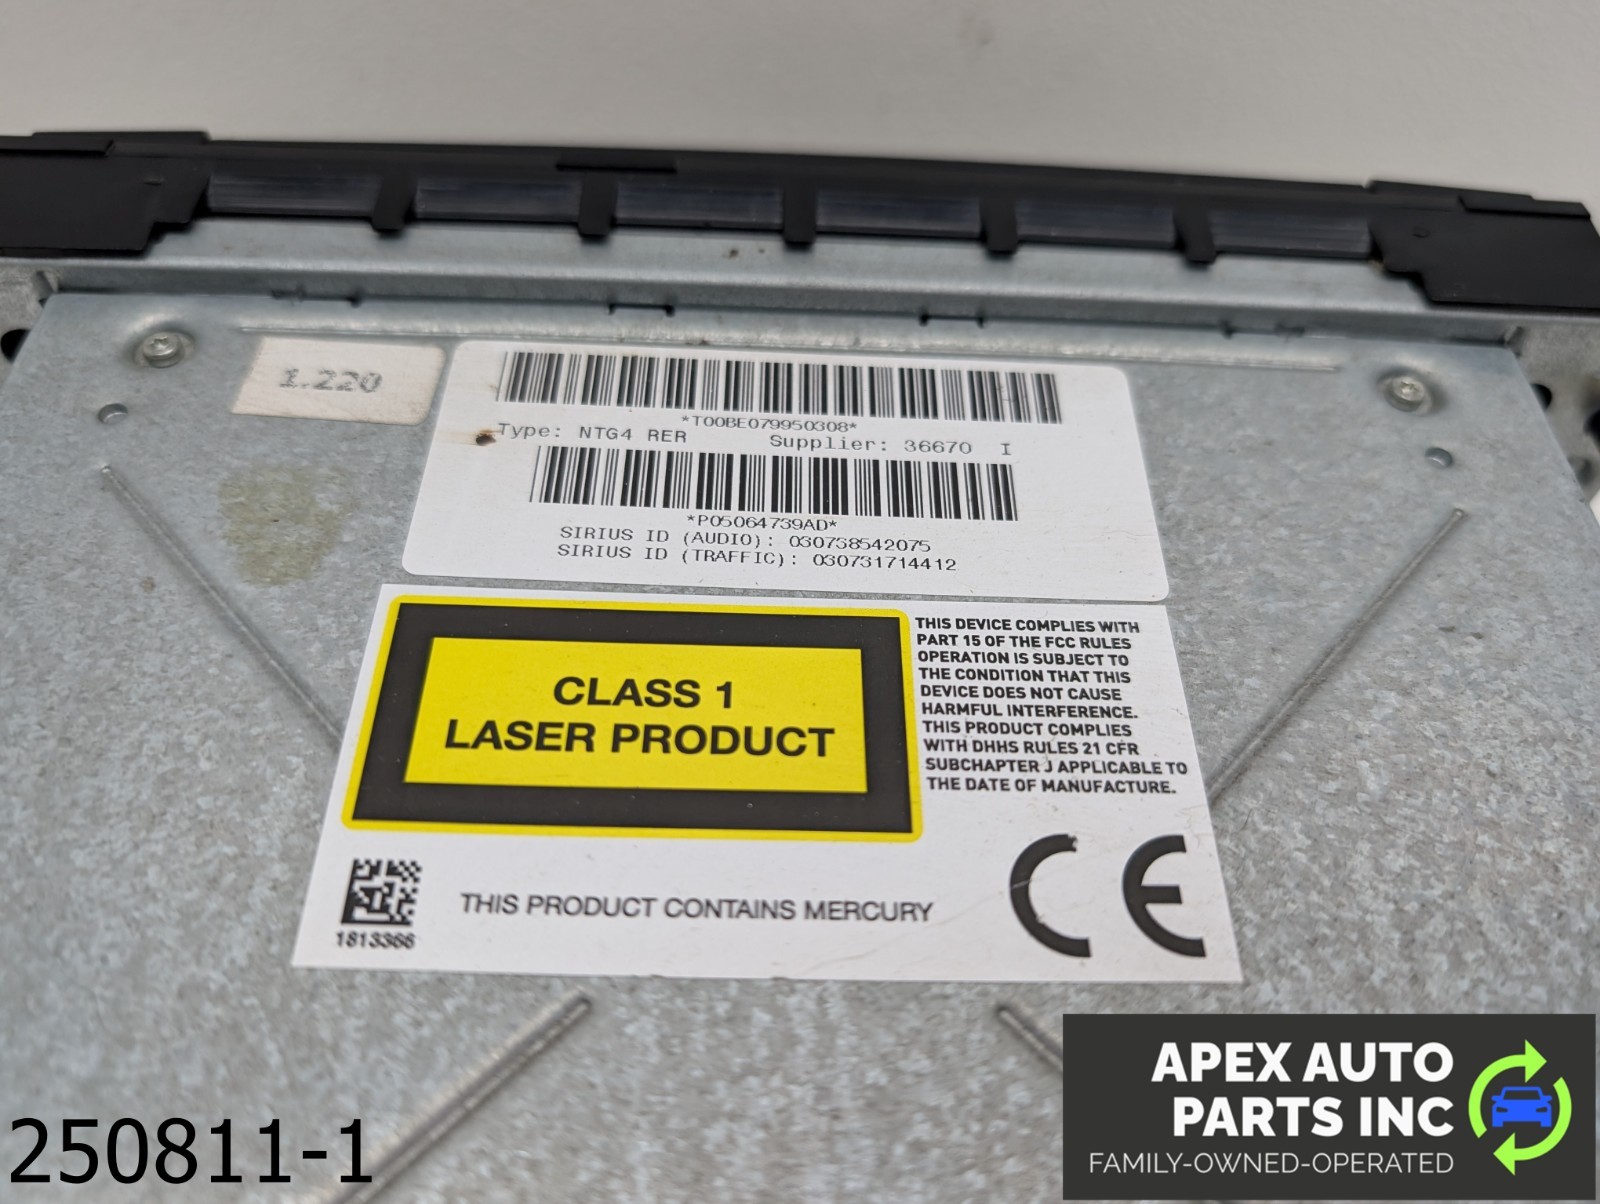 1.220
*T00BE079950308*
Type: NTG4 RER Supplier: 36670 I
*P05064739AD*
SIRIUS ID (AUDIO): 030738542075
SIRIUS ID (TRAFFIC): 030731714412
CLASS 1
LASER PRODUCT
THIS DEVICE COMPLIES WITH
PART 15 OF THE FCC RULES
OPERATION IS SUBJECT TO
THE CONDITION THAT THIS
DEVICE DOES NOT CAUSE
HARMFUL INTERFERENCE.
THIS PRODUCT COMPLIES
WITH DHHS RULES 21 CFR
SUBCHAPTER J APPLICABLE TO
THE DATE OF MANUFACTURE.
1813366
THIS PRODUCT CONTAINS MERCURY
CE
250811-1
APEX AUTO
PARTS INC
FAMILY-OWNED-OPERATED